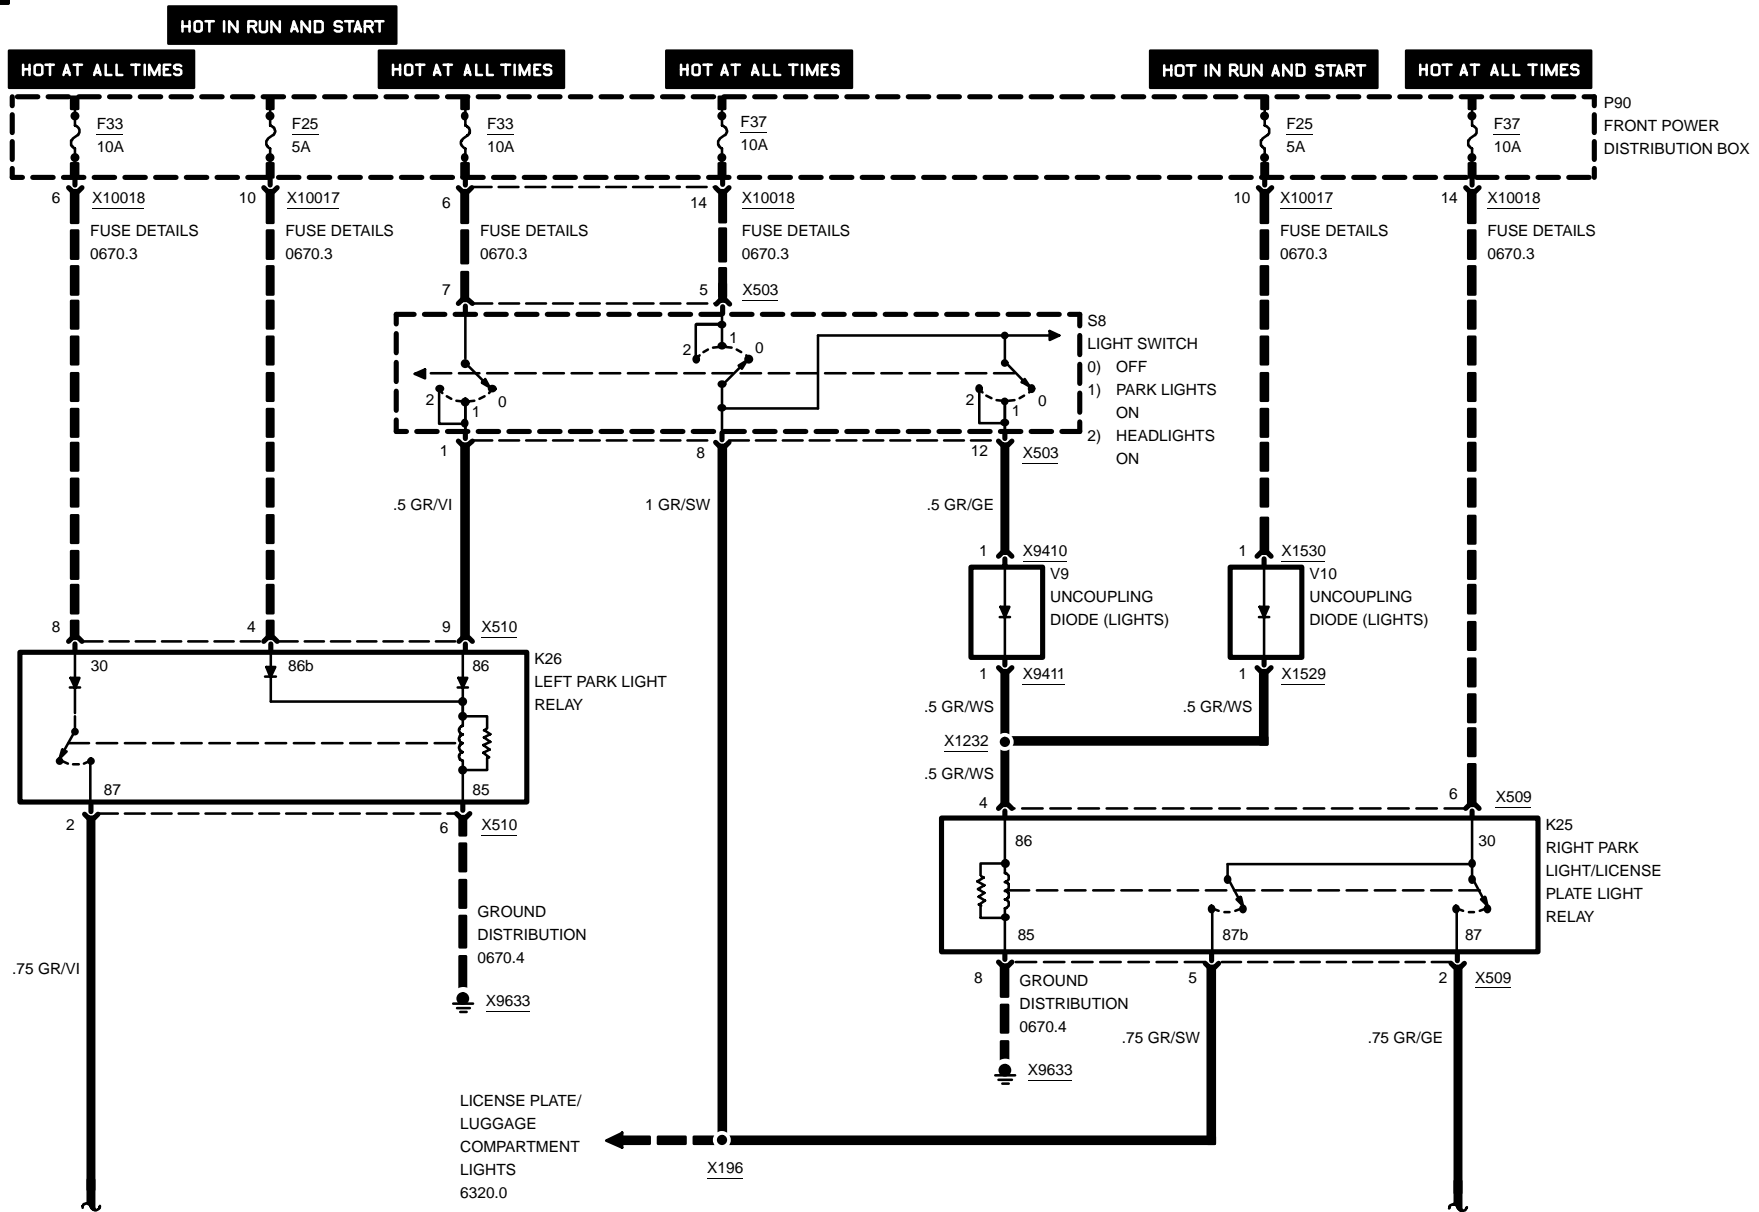 HOT IN RUN AND START
HOT AT ALL TIMES
HOT AT ALL TIMES
HOT AT ALL TIMES
HOT IN RUN AND START
HOT AT ALL TIMES
F33
10A
F25
5A
F33
10A
F37
10A
F25
5A
F37
10A
P90
FRONT POWER
DISTRIBUTION BOX
6 X10018
10 X10017
6
14 X10018
10 X10017
14 X10018
FUSE DETAILS
0670.3
FUSE DETAILS
0670.3
FUSE DETAILS
0670.3
FUSE DETAILS
0670.3
FUSE DETAILS
0670.3
FUSE DETAILS
0670.3
7
5 X503
S8
LIGHT SWITCH
0) OFF
1) PARK LIGHTS
ON
2) HEADLIGHTS
ON
2 1 0
2 1 0
2 1 0
1
8
12 X503
.5 GR/VI
1 GR/SW
.5 GR/GE
1 X9410
V9
UNCOUPLING
DIODE (LIGHTS)
1 X1530
V10
UNCOUPLING
DIODE (LIGHTS)
1 X9411
1 X1529
.5 GR/WS
.5 GR/WS
X1232
.5 GR/WS
8
4
9 X510
30
86b
86
K26
LEFT PARK LIGHT
RELAY
87
85
2
6 X510
GROUND
DISTRIBUTION
0670.4
.75 GR/VI
X9633
4
6 X509
K25
RIGHT PARK
LIGHT/LICENSE
PLATE LIGHT
RELAY
86
30
85
87b
87
8
5
2 X509
GROUND
DISTRIBUTION
0670.4
.75 GR/SW
.75 GR/GE
X9633
LICENSE PLATE/
LUGGAGE
COMPARTMENT
LIGHTS
6320.0
X196